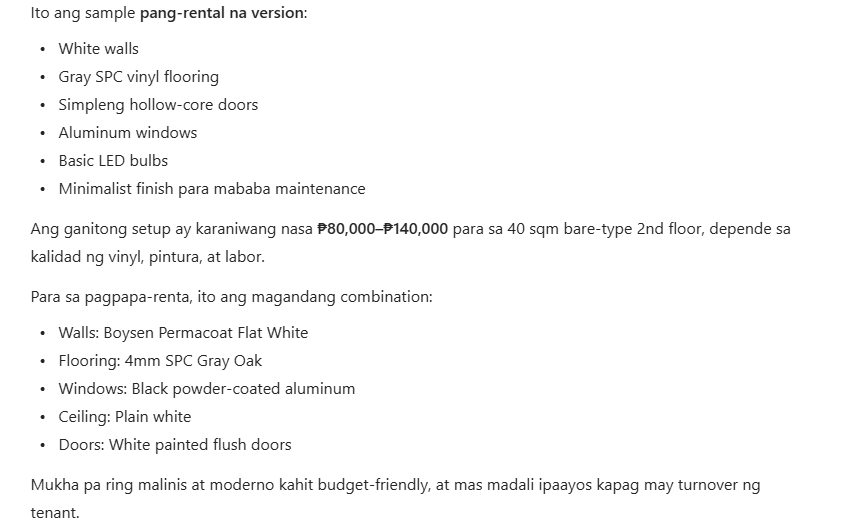 Ito ang sample pang-rental na version:
• White walls
• Gray SPC vinyl flooring
• Simpleng hollow-core doors
• Aluminum windows
• Basic LED bulbs
• Minimalist finish para mababa maintenance
Ang ganitong setup ay karaniwang nasa ₱80,000–₱140,000 para sa 40 sqm bare-type 2nd floor, depende sa
kalidad ng vinyl, pintura, at labor.
Para sa pagpapa-renta, ito ang magandang combination:
• Walls: Boysen Permacoat Flat White
• Flooring: 4mm SPC Gray Oak
• Windows: Black powder-coated aluminum
• Ceiling: Plain white
• Doors: White painted flush doors
Mukha pa ring malinis at moderno kahit budget-friendly, at mas madali ipaayos kapag may turnover ng
tenant.